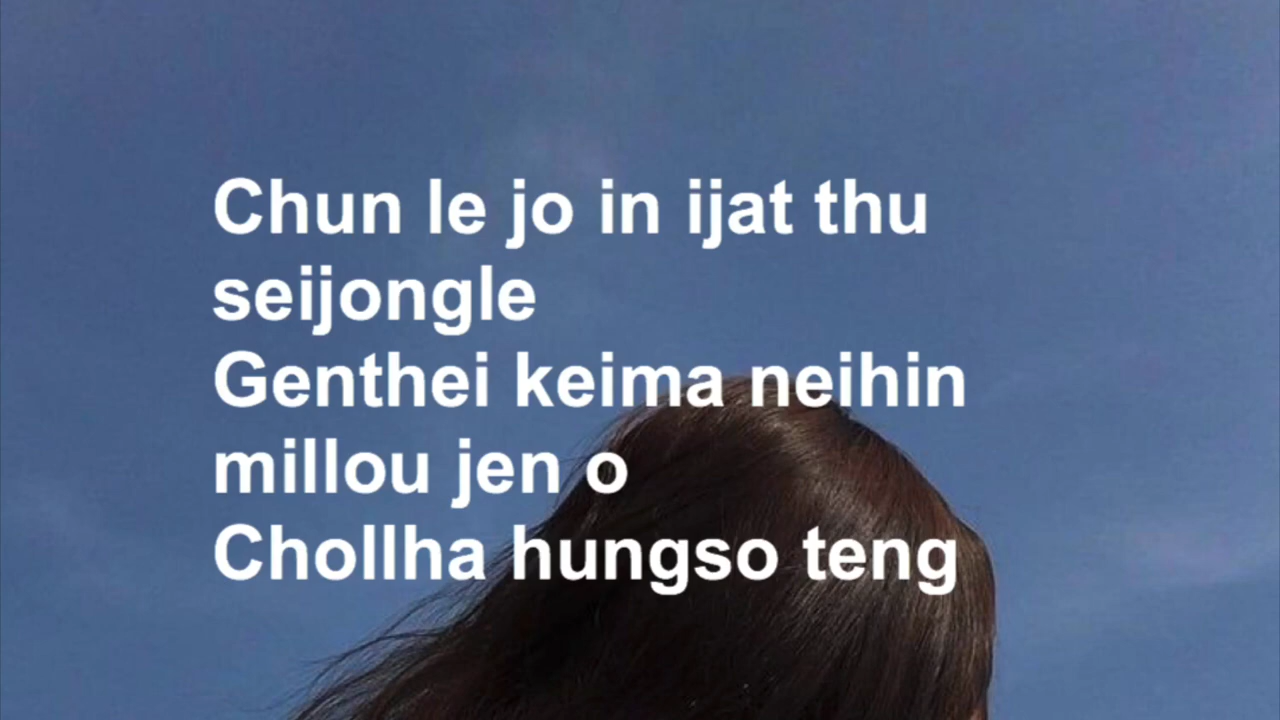 Chun le jo in ijat thu
seijongle
Genthei keima neihin
millou jen o
Chollha hungso teng